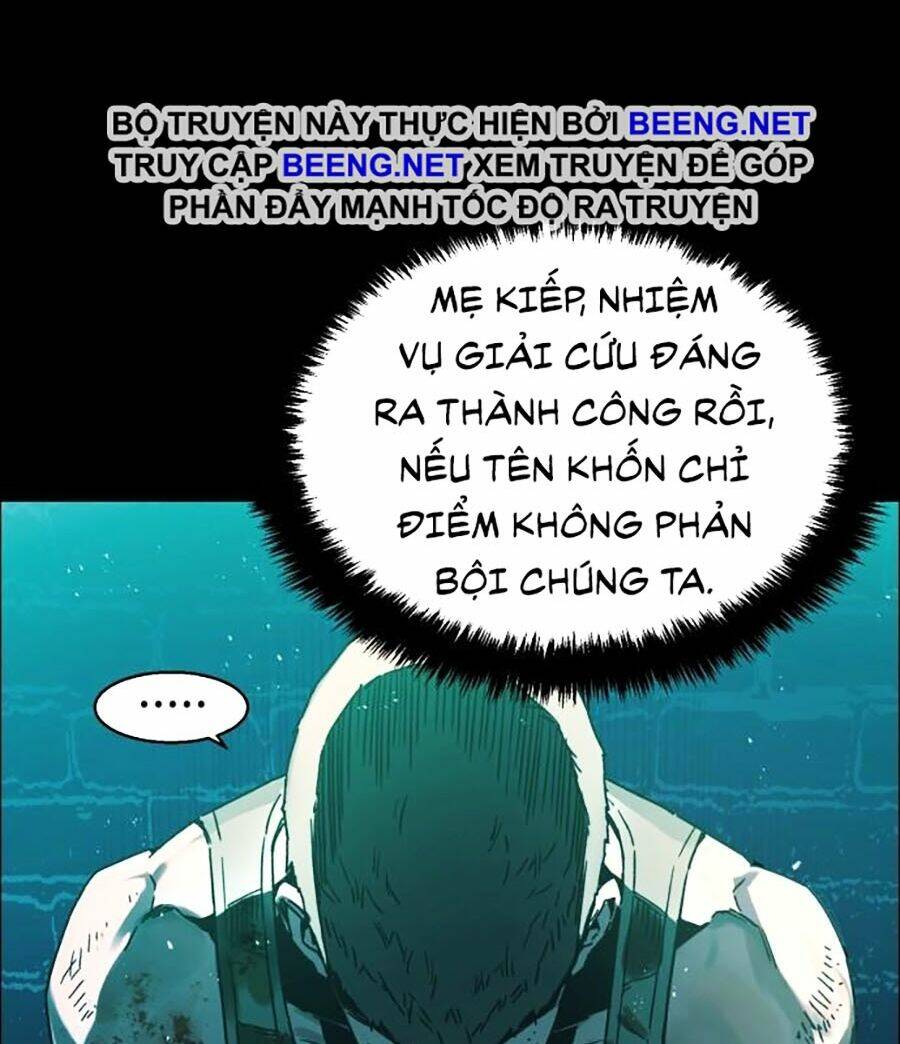 BỘ TRUYỆN NÀY THỰC HIỆN BỞI BEENG.NET
TRUY CẬP BEENG.NET XEM TRUYỆN ĐỂ GÓP
PHẦN ĐẨY MẠNH TỐC ĐỘ RA TRUYỆN
MẸ KIẾP, NHIỆM
VỤ GIẢI CỨU ĐÁNG
RA THÀNH CÔNG RỒI,
NẾU TÊN KHỐN CHỈ
ĐIỂM KHÔNG PHẢN
BỘI CHÚNG TA.
.....